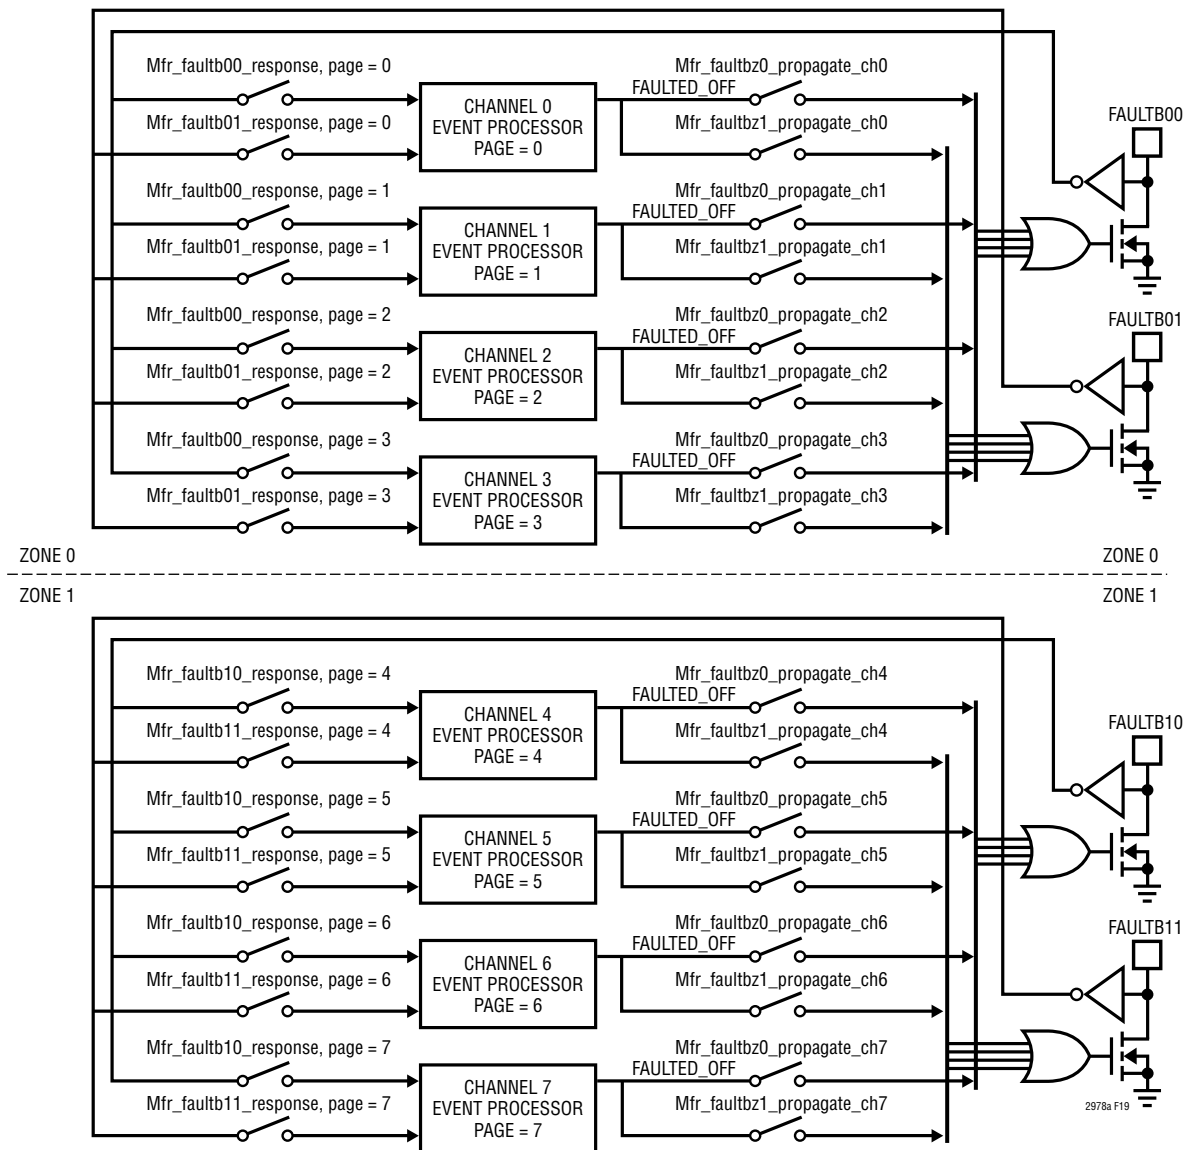 Mfr_faultb00_response, page = 0
Mfr_faultbz0_propagate_ch0
FAULTED_OFF
CHANNEL 0
EVENT PROCESSOR
PAGE = 0
Mfr_faultb01_response, page = 0
Mfr_faultbz1_propagate_ch0
FAULTB00
Mfr_faultb00_response, page = 1
Mfr_faultbz0_propagate_ch1
FAULTED_OFF
CHANNEL 1
EVENT PROCESSOR
PAGE = 1
Mfr_faultb01_response, page = 1
Mfr_faultbz1_propagate_ch1
Mfr_faultb00_response, page = 2
Mfr_faultbz0_propagate_ch2
FAULTED_OFF
FAULTB01
CHANNEL 2
EVENT PROCESSOR
PAGE = 2
Mfr_faultb01_response, page = 2
Mfr_faultbz1_propagate_ch2
Mfr_faultb00_response, page = 3
Mfr_faultbz0_propagate_ch3
FAULTED_OFF
CHANNEL 3
EVENT PROCESSOR
PAGE = 3
Mfr_faultb01_response, page = 3
Mfr_faultbz1_propagate_ch3
ZONE 0
ZONE 0
ZONE 1
ZONE 1
Mfr_faultb10_response, page = 4
Mfr_faultbz0_propagate_ch4
FAULTED_OFF
CHANNEL 4
EVENT PROCESSOR
PAGE = 4
Mfr_faultb11_response, page = 4
Mfr_faultbz1_propagate_ch4
FAULTB10
Mfr_faultb10_response, page = 5
Mfr_faultbz0_propagate_ch5
FAULTED_OFF
CHANNEL 5
EVENT PROCESSOR
PAGE = 5
Mfr_faultb11_response, page = 5
Mfr_faultbz1_propagate_ch5
Mfr_faultb10_response, page = 6
Mfr_faultbz0_propagate_ch6
FAULTED_OFF
FAULTB11
CHANNEL 6
EVENT PROCESSOR
PAGE = 6
Mfr_faultb11_response, page = 6
Mfr_faultbz1_propagate_ch6
Mfr_faultb10_response, page = 7
Mfr_faultbz0_propagate_ch7
FAULTED_OFF
CHANNEL 7
EVENT PROCESSOR
PAGE = 7
Mfr_faultb11_response, page = 7
Mfr_faultbz1_propagate_ch7
2978a F19